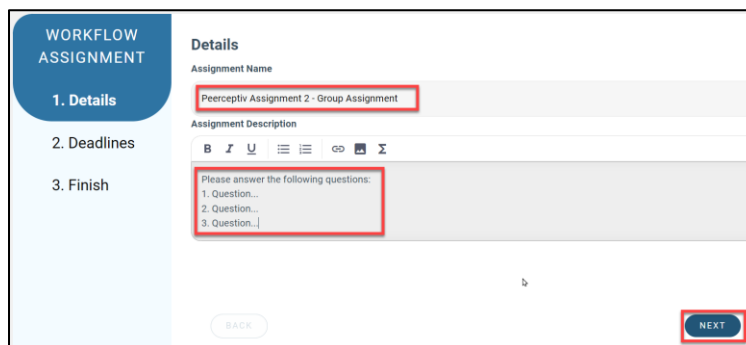 WORKFLOW
ASSIGNMENT
1. Details
2. Deadlines
3. Finish
Details
Assignment Name
Peerceptiv Assignment 2 - Group Assignment
Assignment Description
B I U Σ
Please answer the following questions:
1. Question...
2. Question...
3. Question...
BACK
NEXT